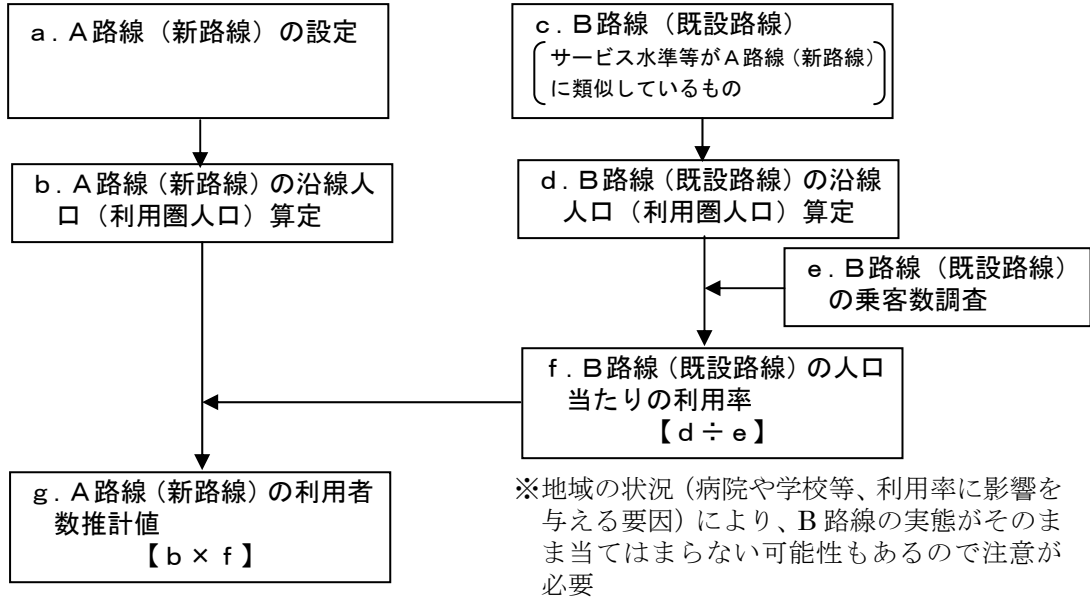 a．A路線（新路線）の設定
c．B路線（既設路線）
サービス水準等がA路線（新路線）
に類似しているもの
b．A路線（新路線）の沿線人
口（利用圏人口）算定
d．B路線（既設路線）の沿線
人口（利用圏人口）算定
e．B路線（既設路線）
の乗客数調査
f．B路線（既設路線）の人口
当たりの利用率
【d÷e】
g．A路線（新路線）の利用者
数推計値
【b×f】
※地域の状況（病院や学校等、利用率に影響を
与える要因）により、B 路線の実態がそのま
ま当てはまらない可能性もあるので注意が
必要